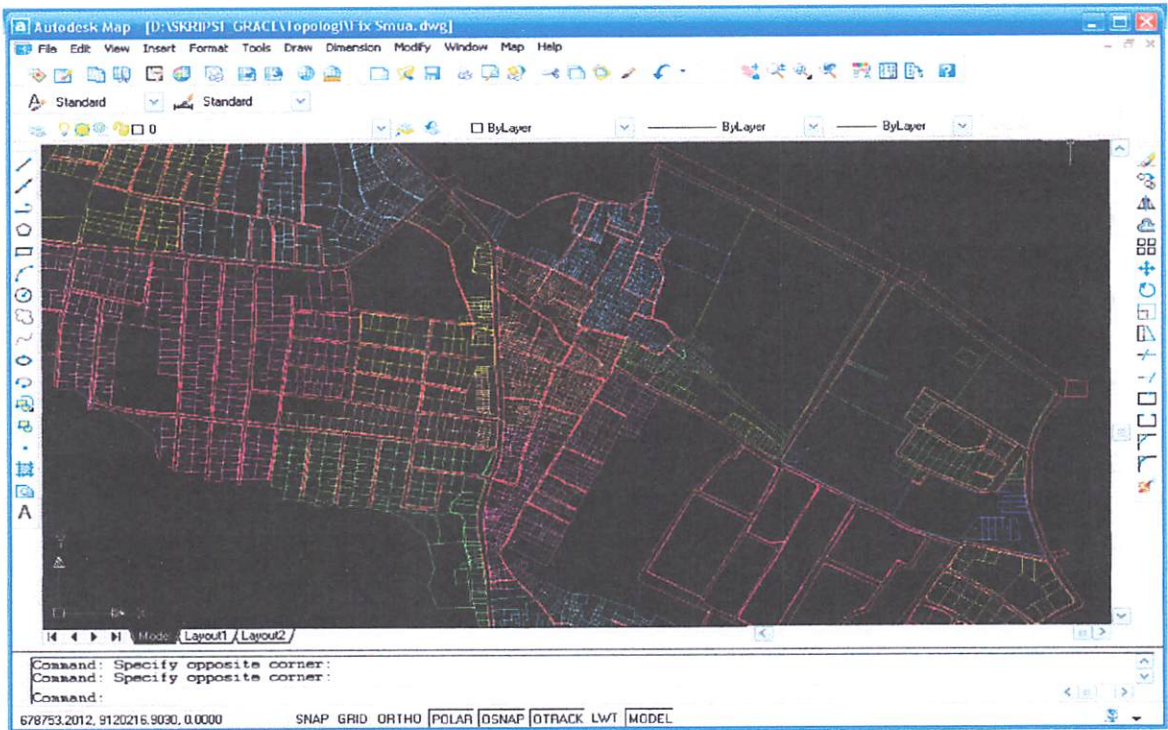 Autodesk Map [D:\SKRIPSI_GRACE\Topologi\Fix Smua.dwg]
File Edit View Insert Format Tools Draw Dimension Modify Window Map Help
Standard Standard
0 ByLayer ByLayer ByLayer
A
Model Layout1 Layout2
Command: Specify opposite corner:
Command: Specify opposite corner:
Command:
678753.2012, 9120216.9030, 0.0000 SNAP GRID ORTHO POLAR OSNAP OTRACK LWT MODEL